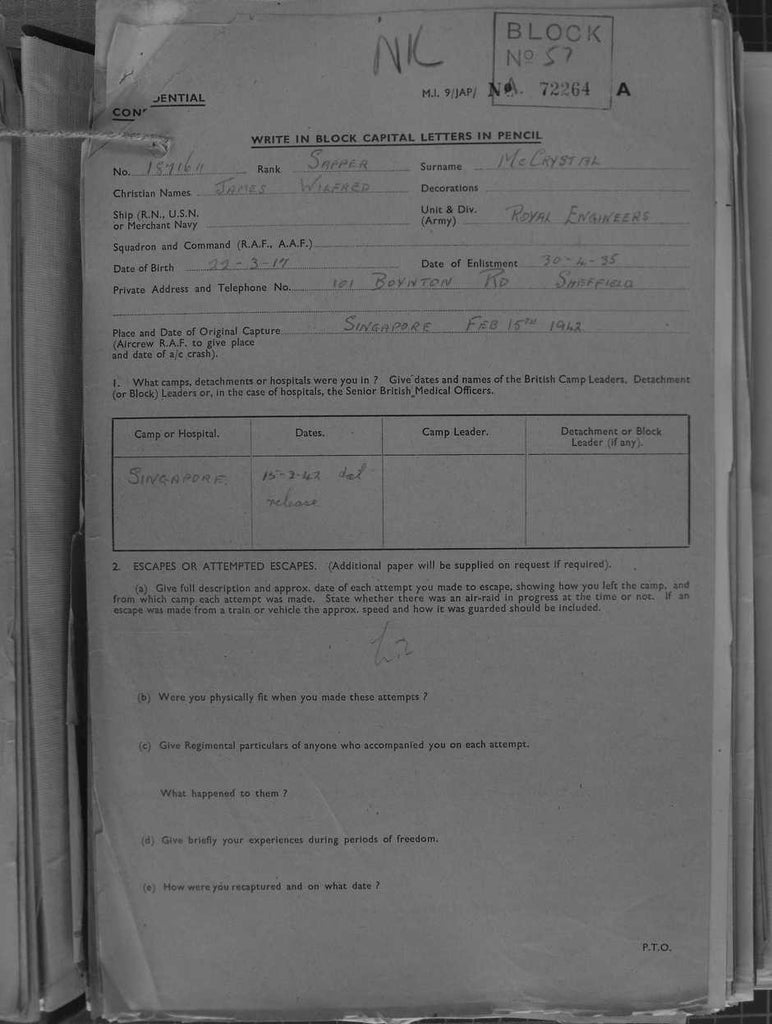 NK
BLOCK
Nº 57
DENTIAL
CON
M.I. 9/JAP/ No. 72264 A
WRITE IN BLOCK CAPITAL LETTERS IN PENCIL
No. Rank SAPPER Surname McCRYSTAL
Christian Names JAMES WILFRED Decorations
Ship (R.N., U.S.N. or Merchant Navy Unit & Div. (Army) ROYAL ENGINEERS
Squadron and Command (R.A.F., A.A.F.)
Date of Birth 22-3-17 Date of Enlistment 30-4-35
Private Address and Telephone No. 101 BOYNTON RD SHEFFIELD
Place and Date of Original Capture SINGAPORE FEB 15TH 1942
(Aircrew R.A.F. to give place
and date of a/c crash).
1. What camps, detachments or hospitals were you in ? Give dates and names of the British Camp Leaders, Detachment
(or Block) Leaders or, in the case of hospitals, the Senior British Medical Officers.
Camp or Hospital. Dates. Camp Leader. Detachment or Block Leader (if any).
SINGAPORE 15-2-42
release
2. ESCAPES OR ATTEMPTED ESCAPES. (Additional paper will be supplied on request if required).
(a) Give full description and approx. date of each attempt you made to escape, showing how you left the camp, and
from which camp each attempt was made. State whether there was an air-raid in progress at the time or not. If an
escape was made from a train or vehicle the approx. speed and how it was guarded should be included.
(b) Were you physically fit when you made these attempts ?
(c) Give Regimental particulars of anyone who accompanied you on each attempt.
What happened to them ?
(d) Give briefly your experiences during periods of freedom.
(e) How were you recaptured and on what date ?
P.T.O.